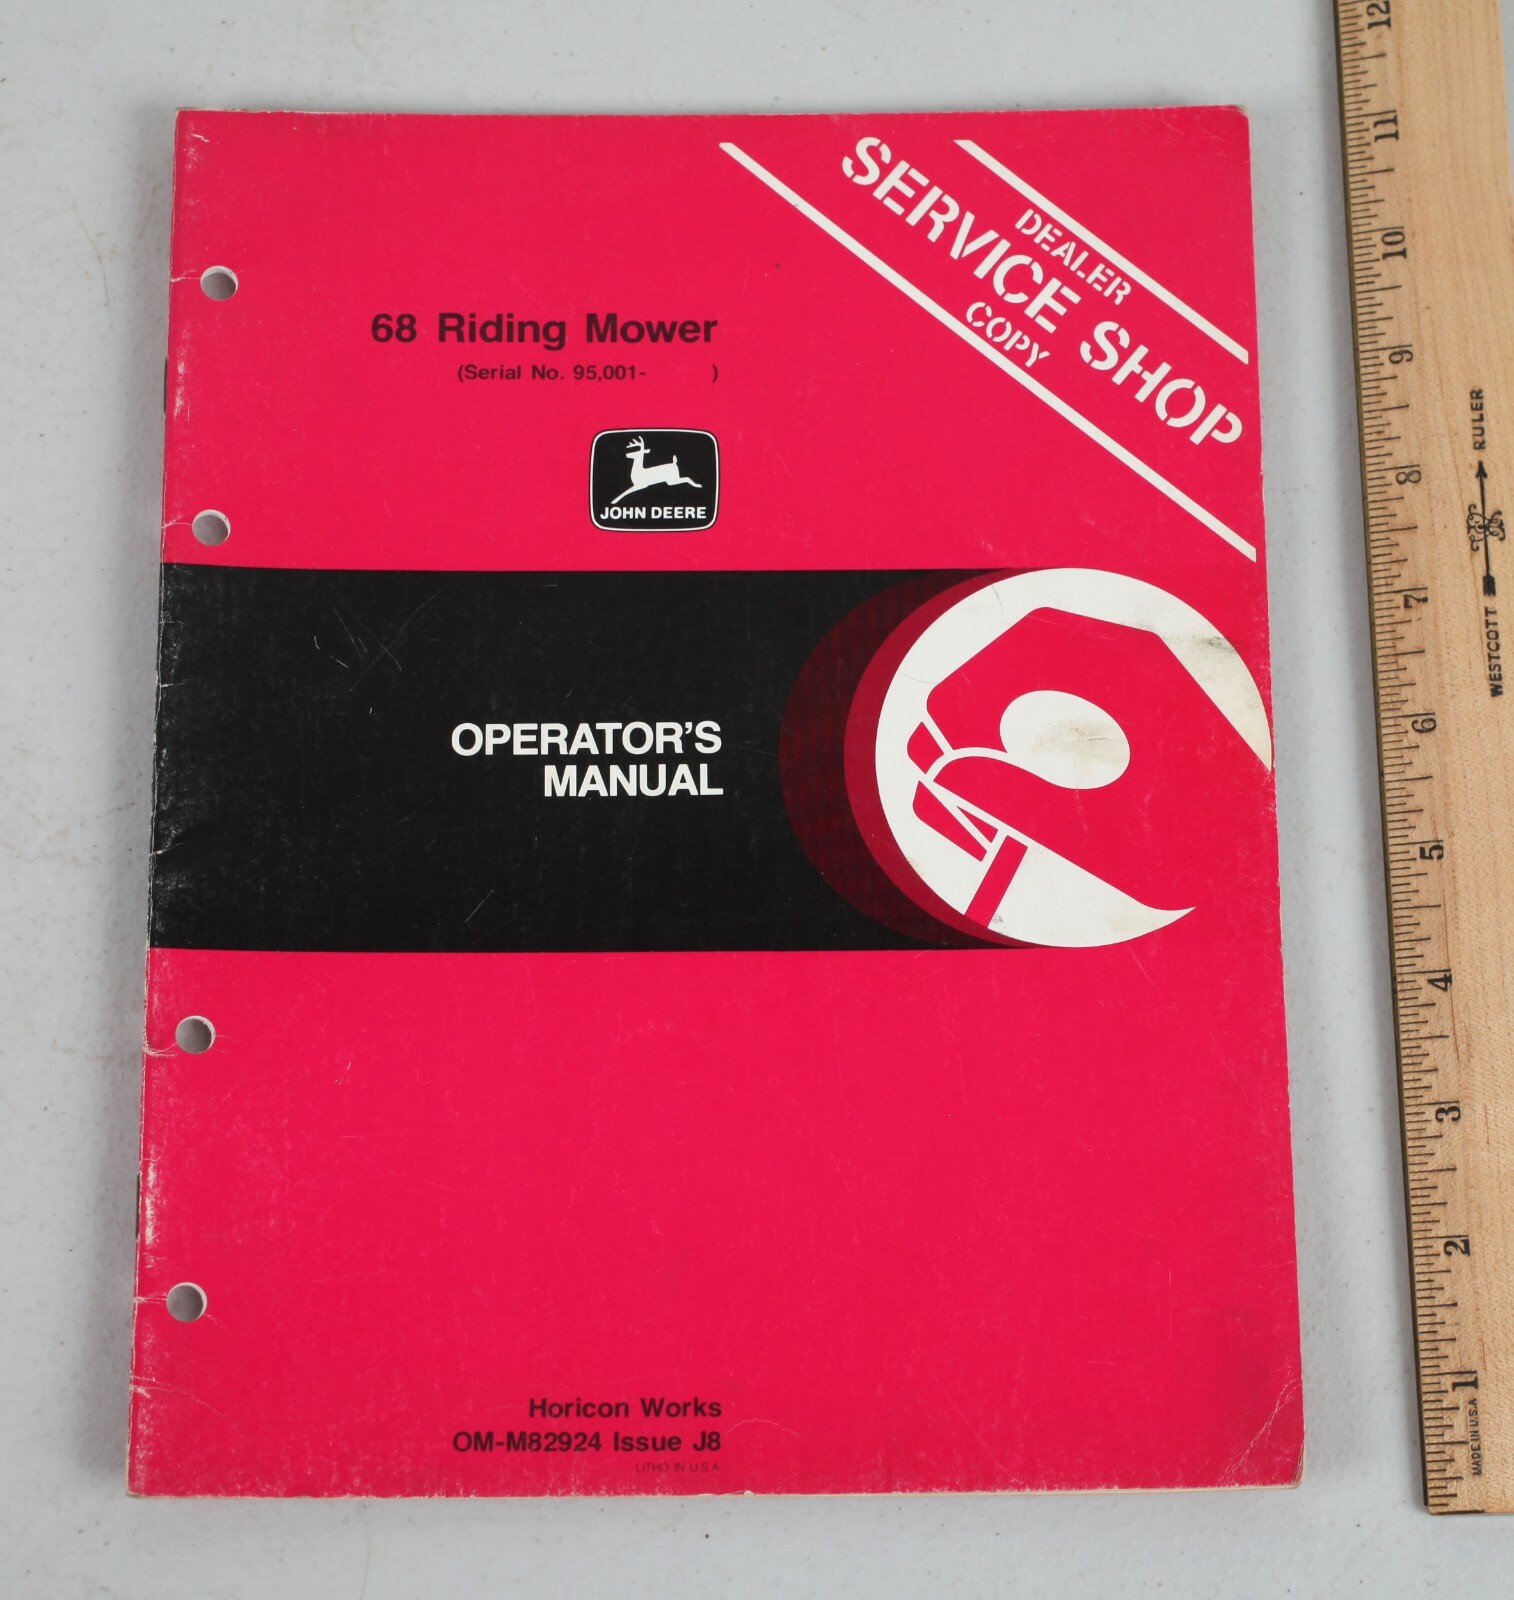 DEALER
SERVICE SHOP
COPY
68 Riding Mower
(Serial No. 95,001-          )
JOHN DEERE
OPERATOR'S
MANUAL
Horicon Works
OM-M82924 Issue J8
LITHO IN U.S.A.
12
11
10
9
8
7
6
5
4
3
2
1
WESTCOTT RULER
MADE IN U.S.A